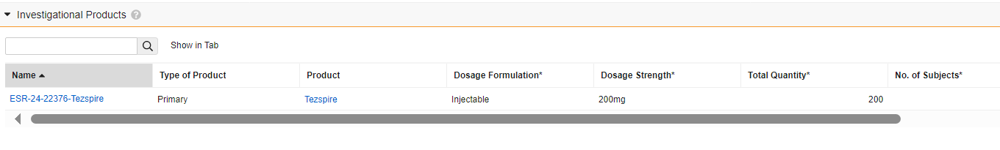 Investigational Products ?
Show in Tab
Name Type of Product Product Dosage Formulation* Dosage Strength* Total Quantity* No. of Subjects*
ESR-24-22376-Tezspire Primary Tezspire Injectable 200mg 200